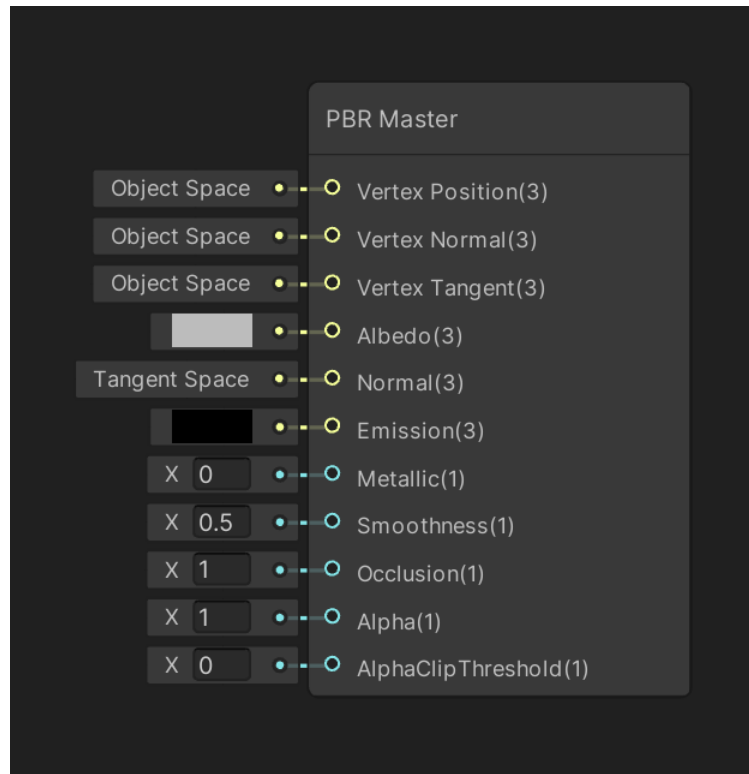 PBR Master
Object Space Vertex Position(3)
Object Space Vertex Normal(3)
Object Space Vertex Tangent(3)
Albedo(3)
Tangent Space Normal(3)
Emission(3)
X 0 Metallic(1)
X 0.5 Smoothness(1)
X 1 Occlusion(1)
X 1 Alpha(1)
X 0 AlphaClipThreshold(1)